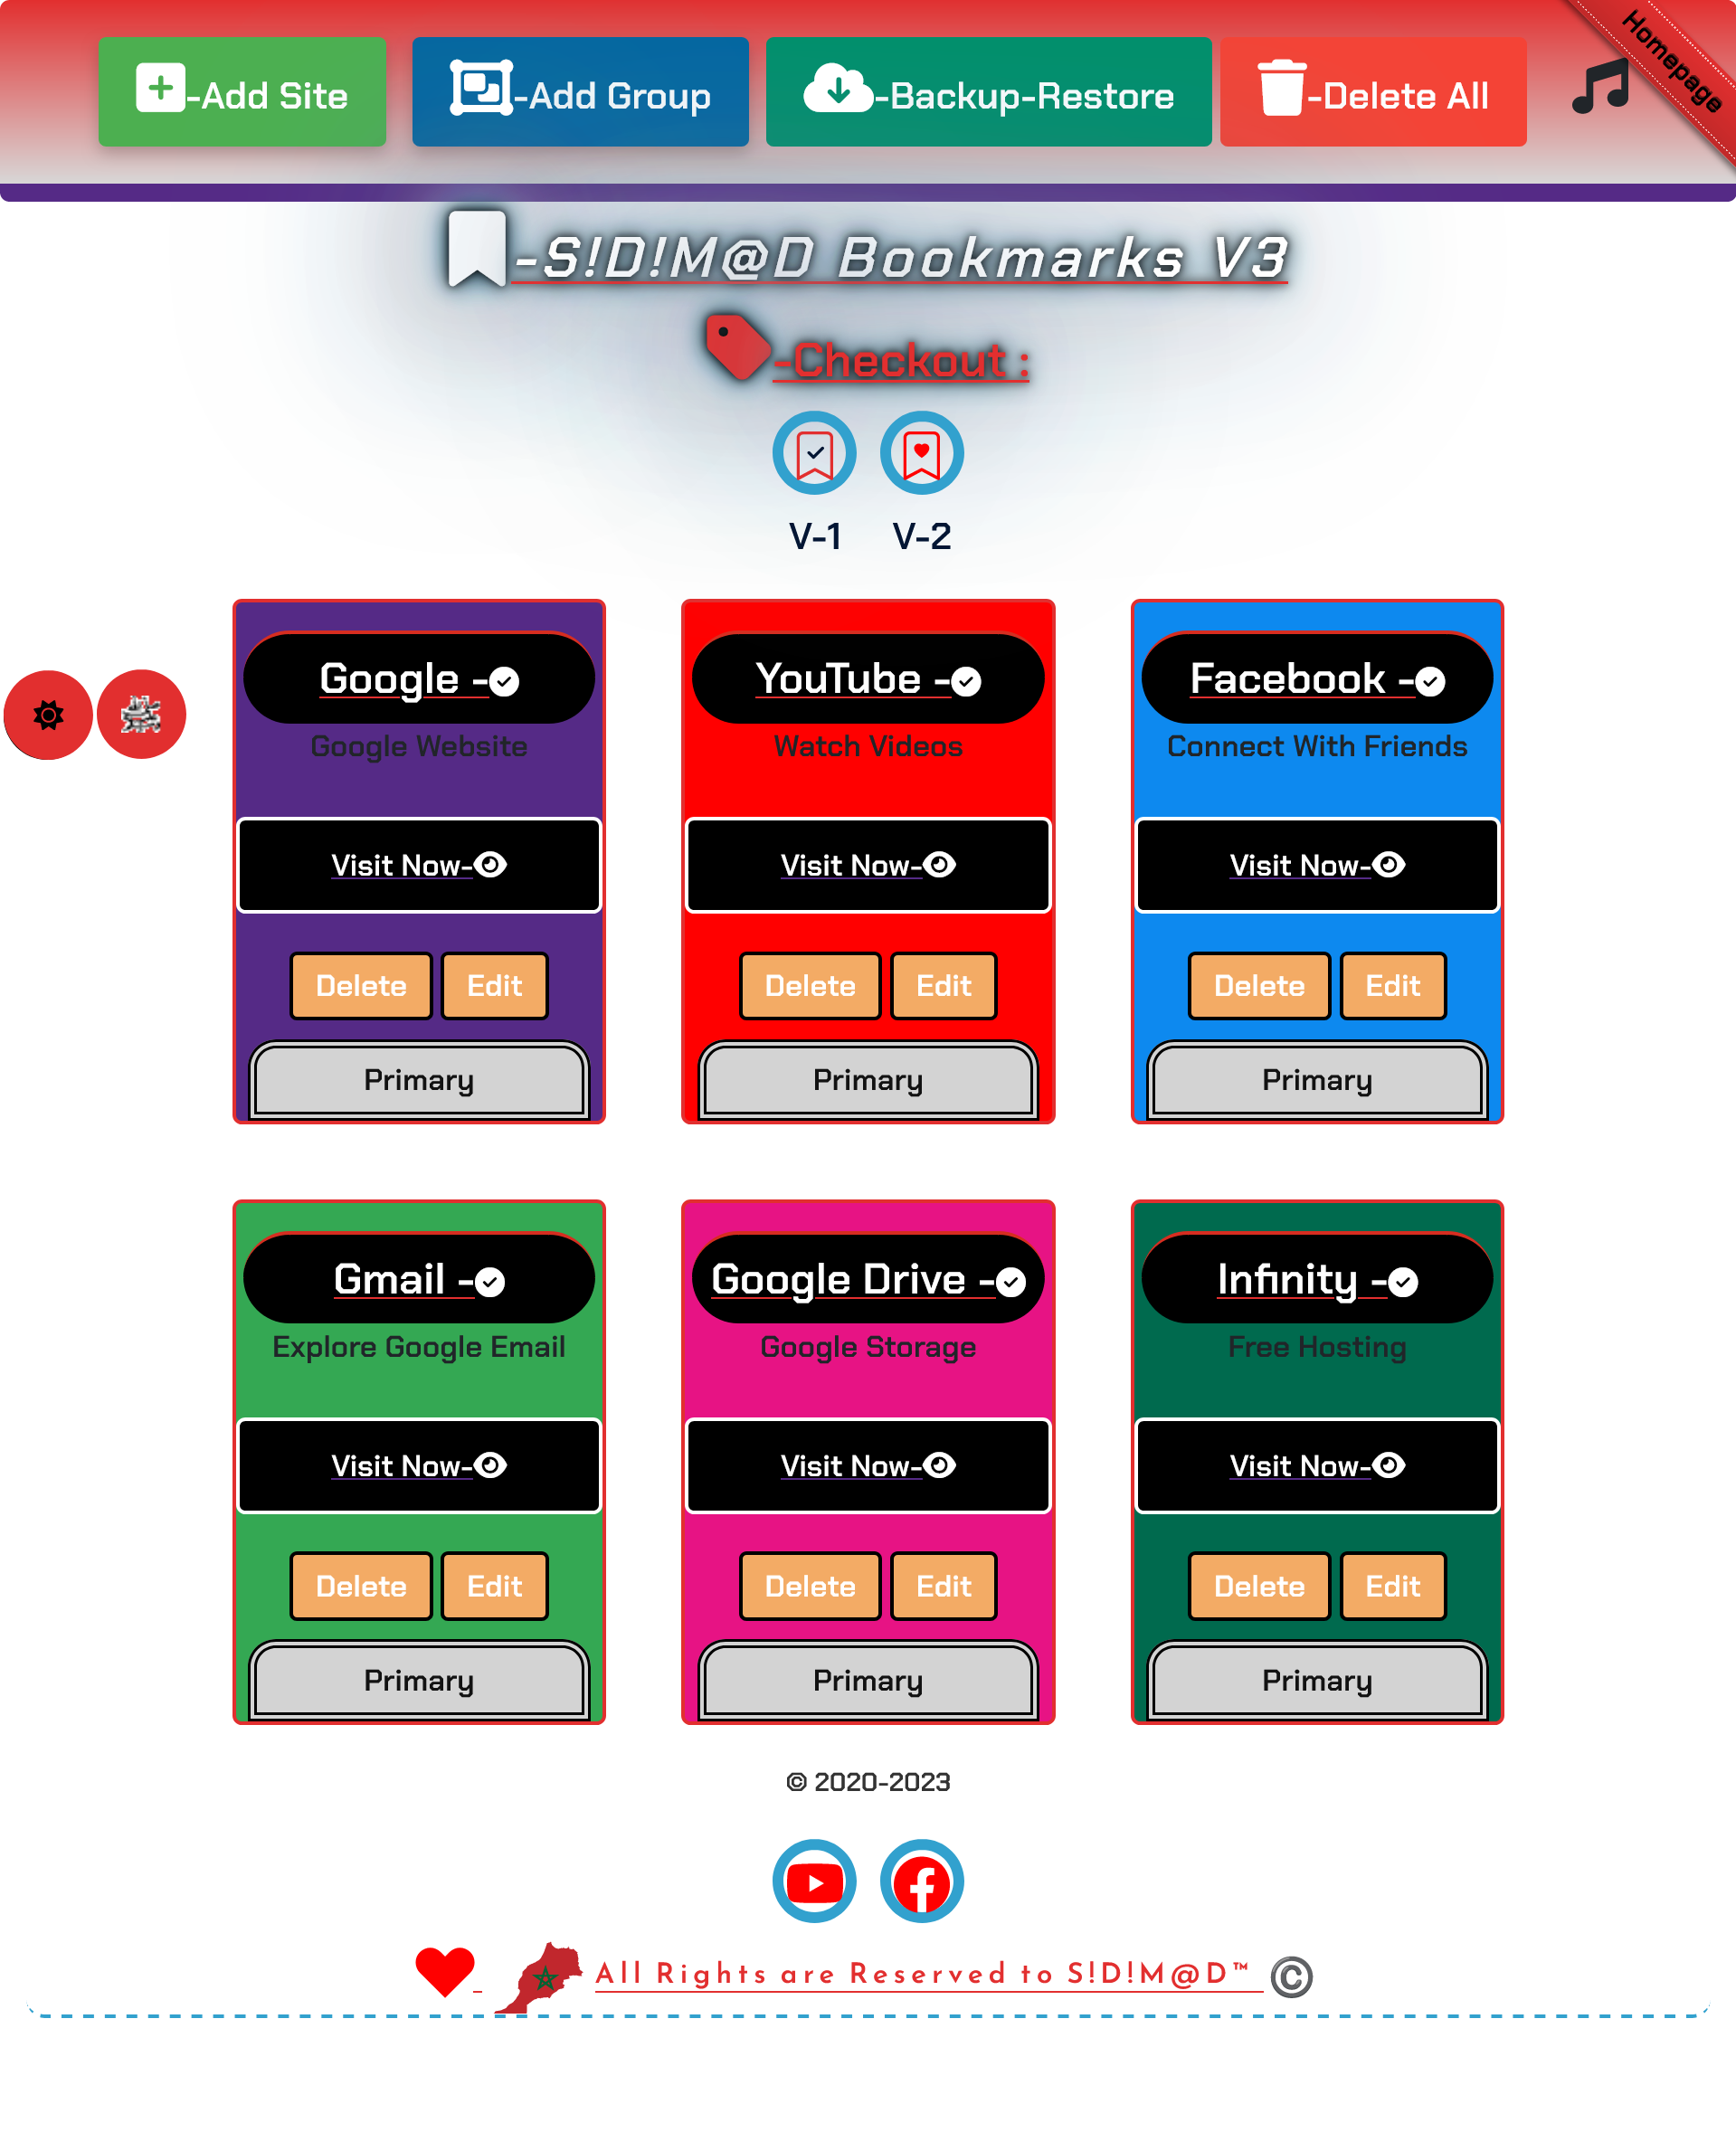 -Add Site
-Add Group
-Backup-Restore
-Delete All
Homepage
-S!D!M@D Bookmarks V3
-Checkout :
V-1 V-2
Google -
Google Website
Visit Now-
Delete Edit
Primary
YouTube -
Watch Videos
Visit Now-
Delete Edit
Primary
Facebook -
Connect With Friends
Visit Now-
Delete Edit
Primary
Gmail -
Explore Google Email
Visit Now-
Delete Edit
Primary
Google Drive -
Google Storage
Visit Now-
Delete Edit
Primary
Infinity -
Free Hosting
Visit Now-
Delete Edit
Primary
© 2020-2023
All Rights are Reserved to S!D!M@D™ ©